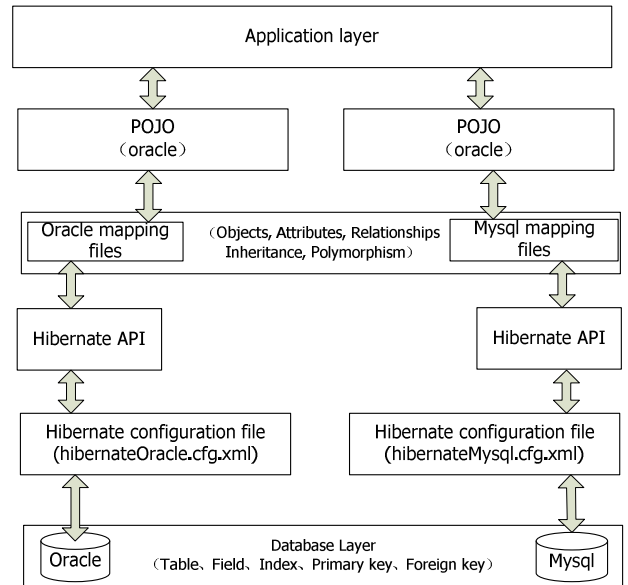 Application layer
POJO
（oracle）
POJO
（oracle）
Oracle mapping
files
（Objects, Attributes, Relationships
Inheritance, Polymorphism）
Mysql mapping
files
Hibernate API
Hibernate API
Hibernate configuration file
(hibernateOracle.cfg.xml)
Hibernate configuration file
(hibernateMysql.cfg.xml)
Database Layer
（Table、Field、Index、Primary key、Foreign key）
Oracle
Mysql